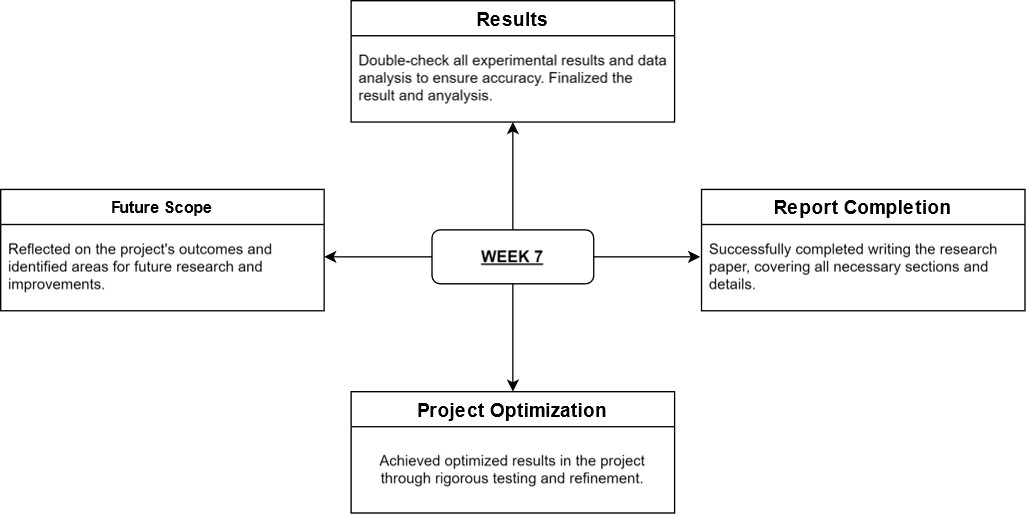 Results
Double-check all experimental results and data
analysis to ensure accuracy. Finalized the
result and anyalysis.
Future Scope
Reflected on the project's outcomes and
identified areas for future research and
improvements.
WEEK 7
Report Completion
Successfully completed writing the research
paper, covering all necessary sections and
details.
Project Optimization
Achieved optimized results in the project
through rigorous testing and refinement.